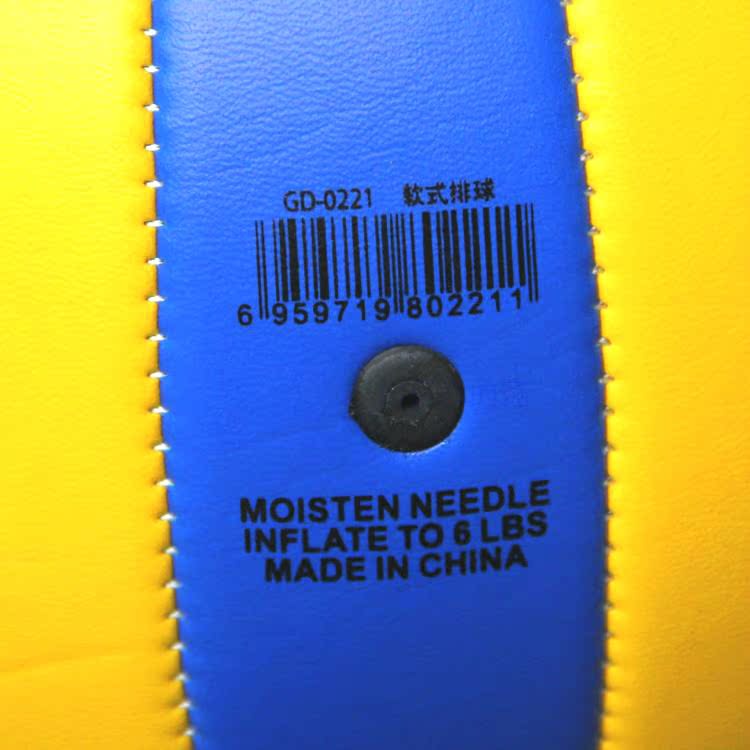 GD-0221 軟式排球
6 959719 802211
MOISTEN NEEDLE
INFLATE TO 6 LBS
MADE IN CHINA